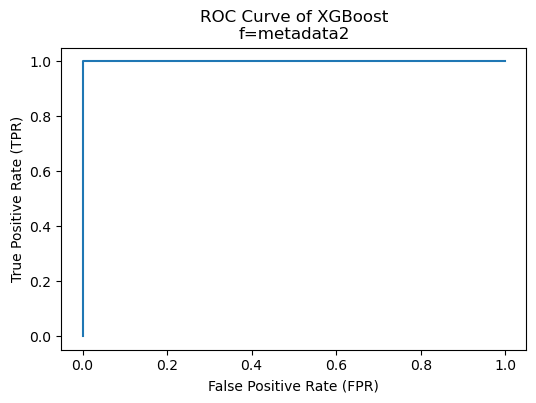 ROC Curve of XGBoost
f=metadata2
True Positive Rate (TPR)
1.0
0.8
0.6
0.4
0.2
0.0
0.0 0.2 0.4 0.6 0.8 1.0
False Positive Rate (FPR)